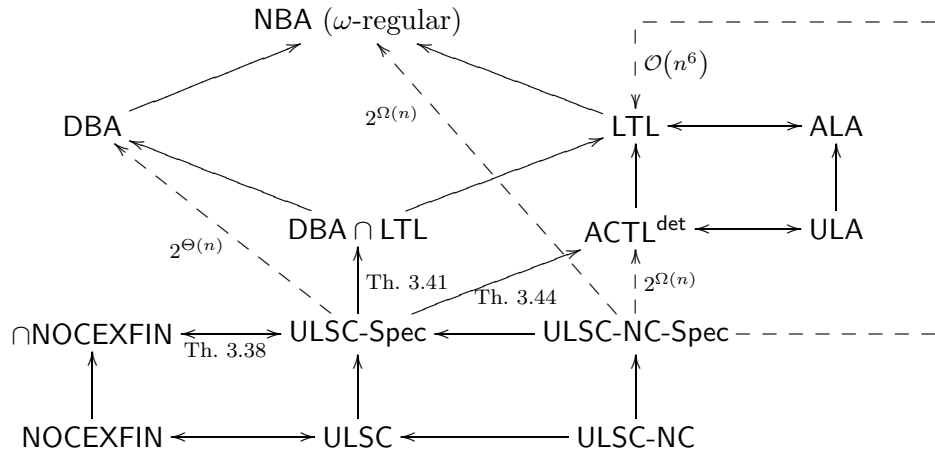 NBA (ω-regular)
𝒪(n⁶)
2^Ω(n)
DBA LTL ALA
DBA ∩ LTL ACTL^det ULA
2^Θ(n)
Th. 3.41
Th. 3.44
2^Ω(n)
∩NOCEXFIN ULSC-Spec ULSC-NC-Spec
Th. 3.38
NOCEXFIN ULSC ULSC-NC